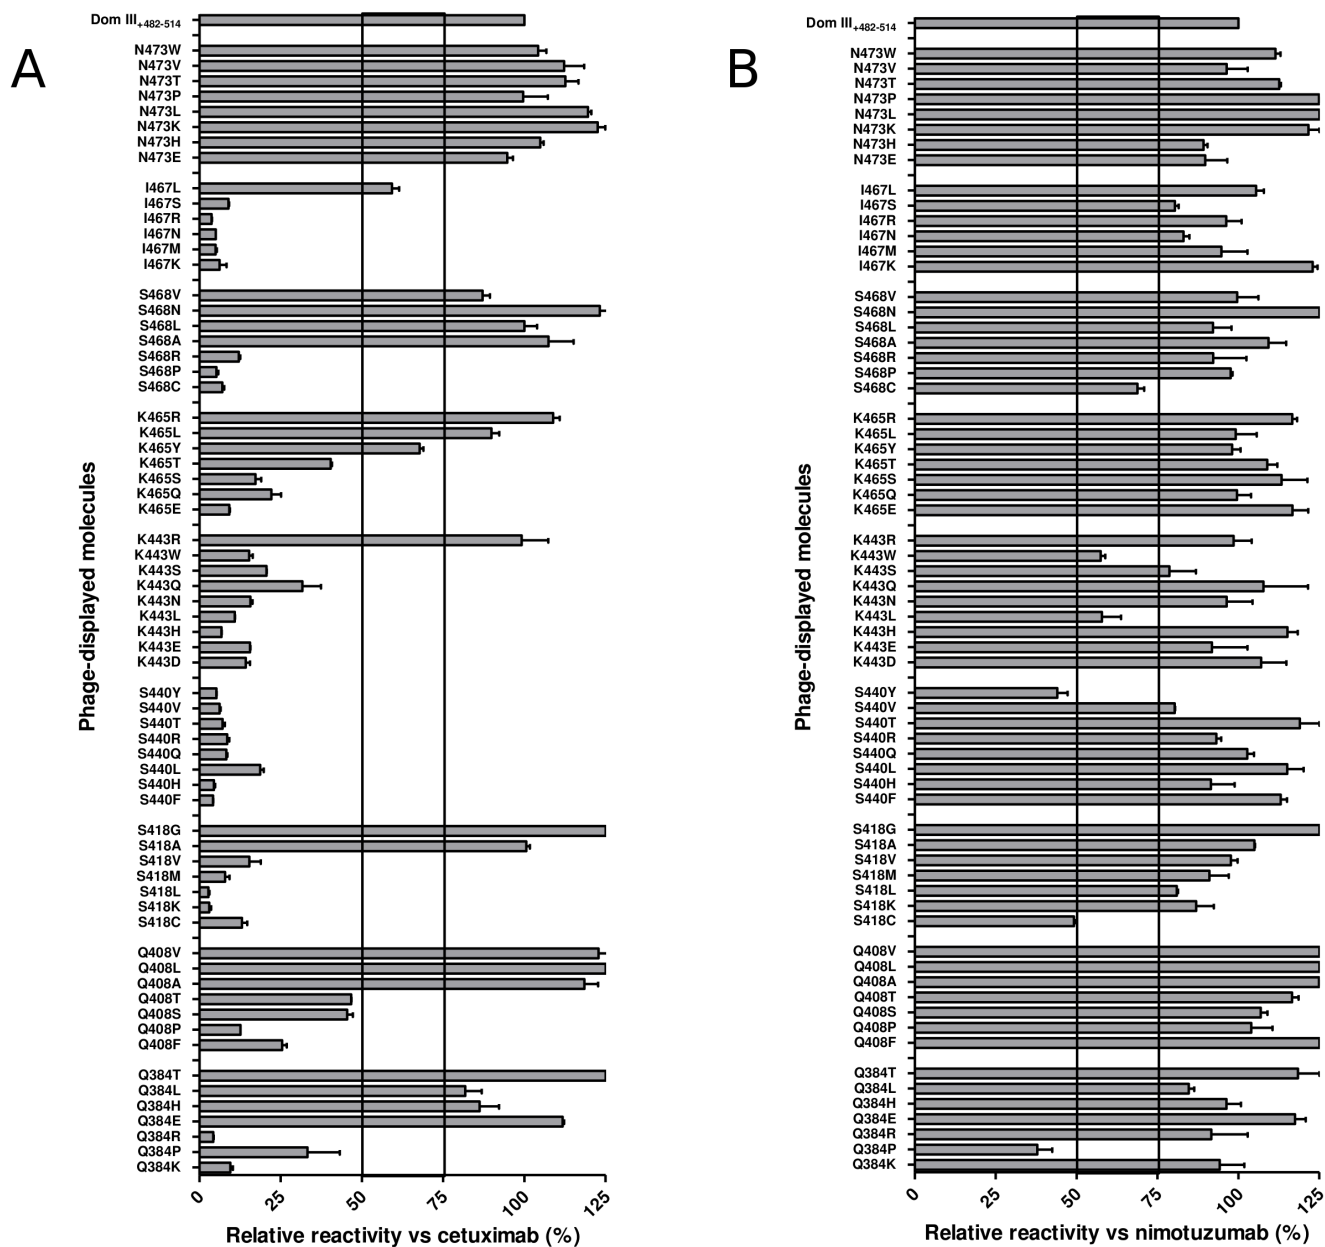 A
Phage-displayed molecules
Dom III+482-514
N473W
N473V
N473T
N473P
N473L
N473K
N473H
N473E
I467L
I467S
I467R
I467N
I467M
I467K
S468V
S468N
S468L
S468A
S468R
S468P
S468C
K465R
K465L
K465Y
K465T
K465S
K465Q
K465E
K443R
K443W
K443S
K443Q
K443N
K443L
K443H
K443E
K443D
S440Y
S440V
S440T
S440R
S440Q
S440L
S440H
S440F
S418G
S418A
S418V
S418M
S418L
S418K
S418C
Q408V
Q408L
Q408A
Q408T
Q408S
Q408P
Q408F
Q384T
Q384L
Q384H
Q384E
Q384R
Q384P
Q384K
0 25 50 75 100 125
Relative reactivity vs cetuximab (%)
B
Phage-displayed molecules
Dom III+482-514
N473W
N473V
N473T
N473P
N473L
N473K
N473H
N473E
I467L
I467S
I467R
I467N
I467M
I467K
S468V
S468N
S468L
S468A
S468R
S468P
S468C
K465R
K465L
K465Y
K465T
K465S
K465Q
K465E
K443R
K443W
K443S
K443Q
K443N
K443L
K443H
K443E
K443D
S440Y
S440V
S440T
S440R
S440Q
S440L
S440H
S440F
S418G
S418A
S418V
S418M
S418L
S418K
S418C
Q408V
Q408L
Q408A
Q408T
Q408S
Q408P
Q408F
Q384T
Q384L
Q384H
Q384E
Q384R
Q384P
Q384K
0 25 50 75 100 125
Relative reactivity vs nimotuzumab (%)